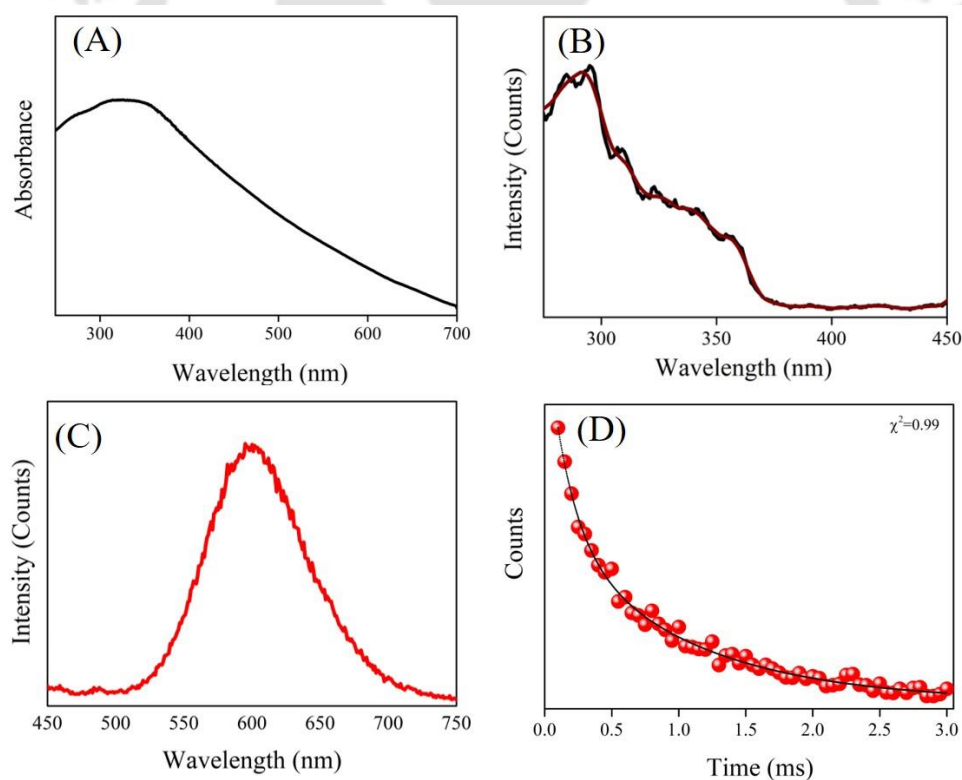 (A)
Absorbance
300 400 500 600 700
Wavelength (nm)
(B)
Intensity (Counts)
300 350 400 450
Wavelength (nm)
(C)
Intensity (Counts)
450 500 550 600 650 700 750
Wavelength (nm)
(D)
χ²=0.99
Counts
0.0 0.5 1.0 1.5 2.0 2.5 3.0
Time (ms)